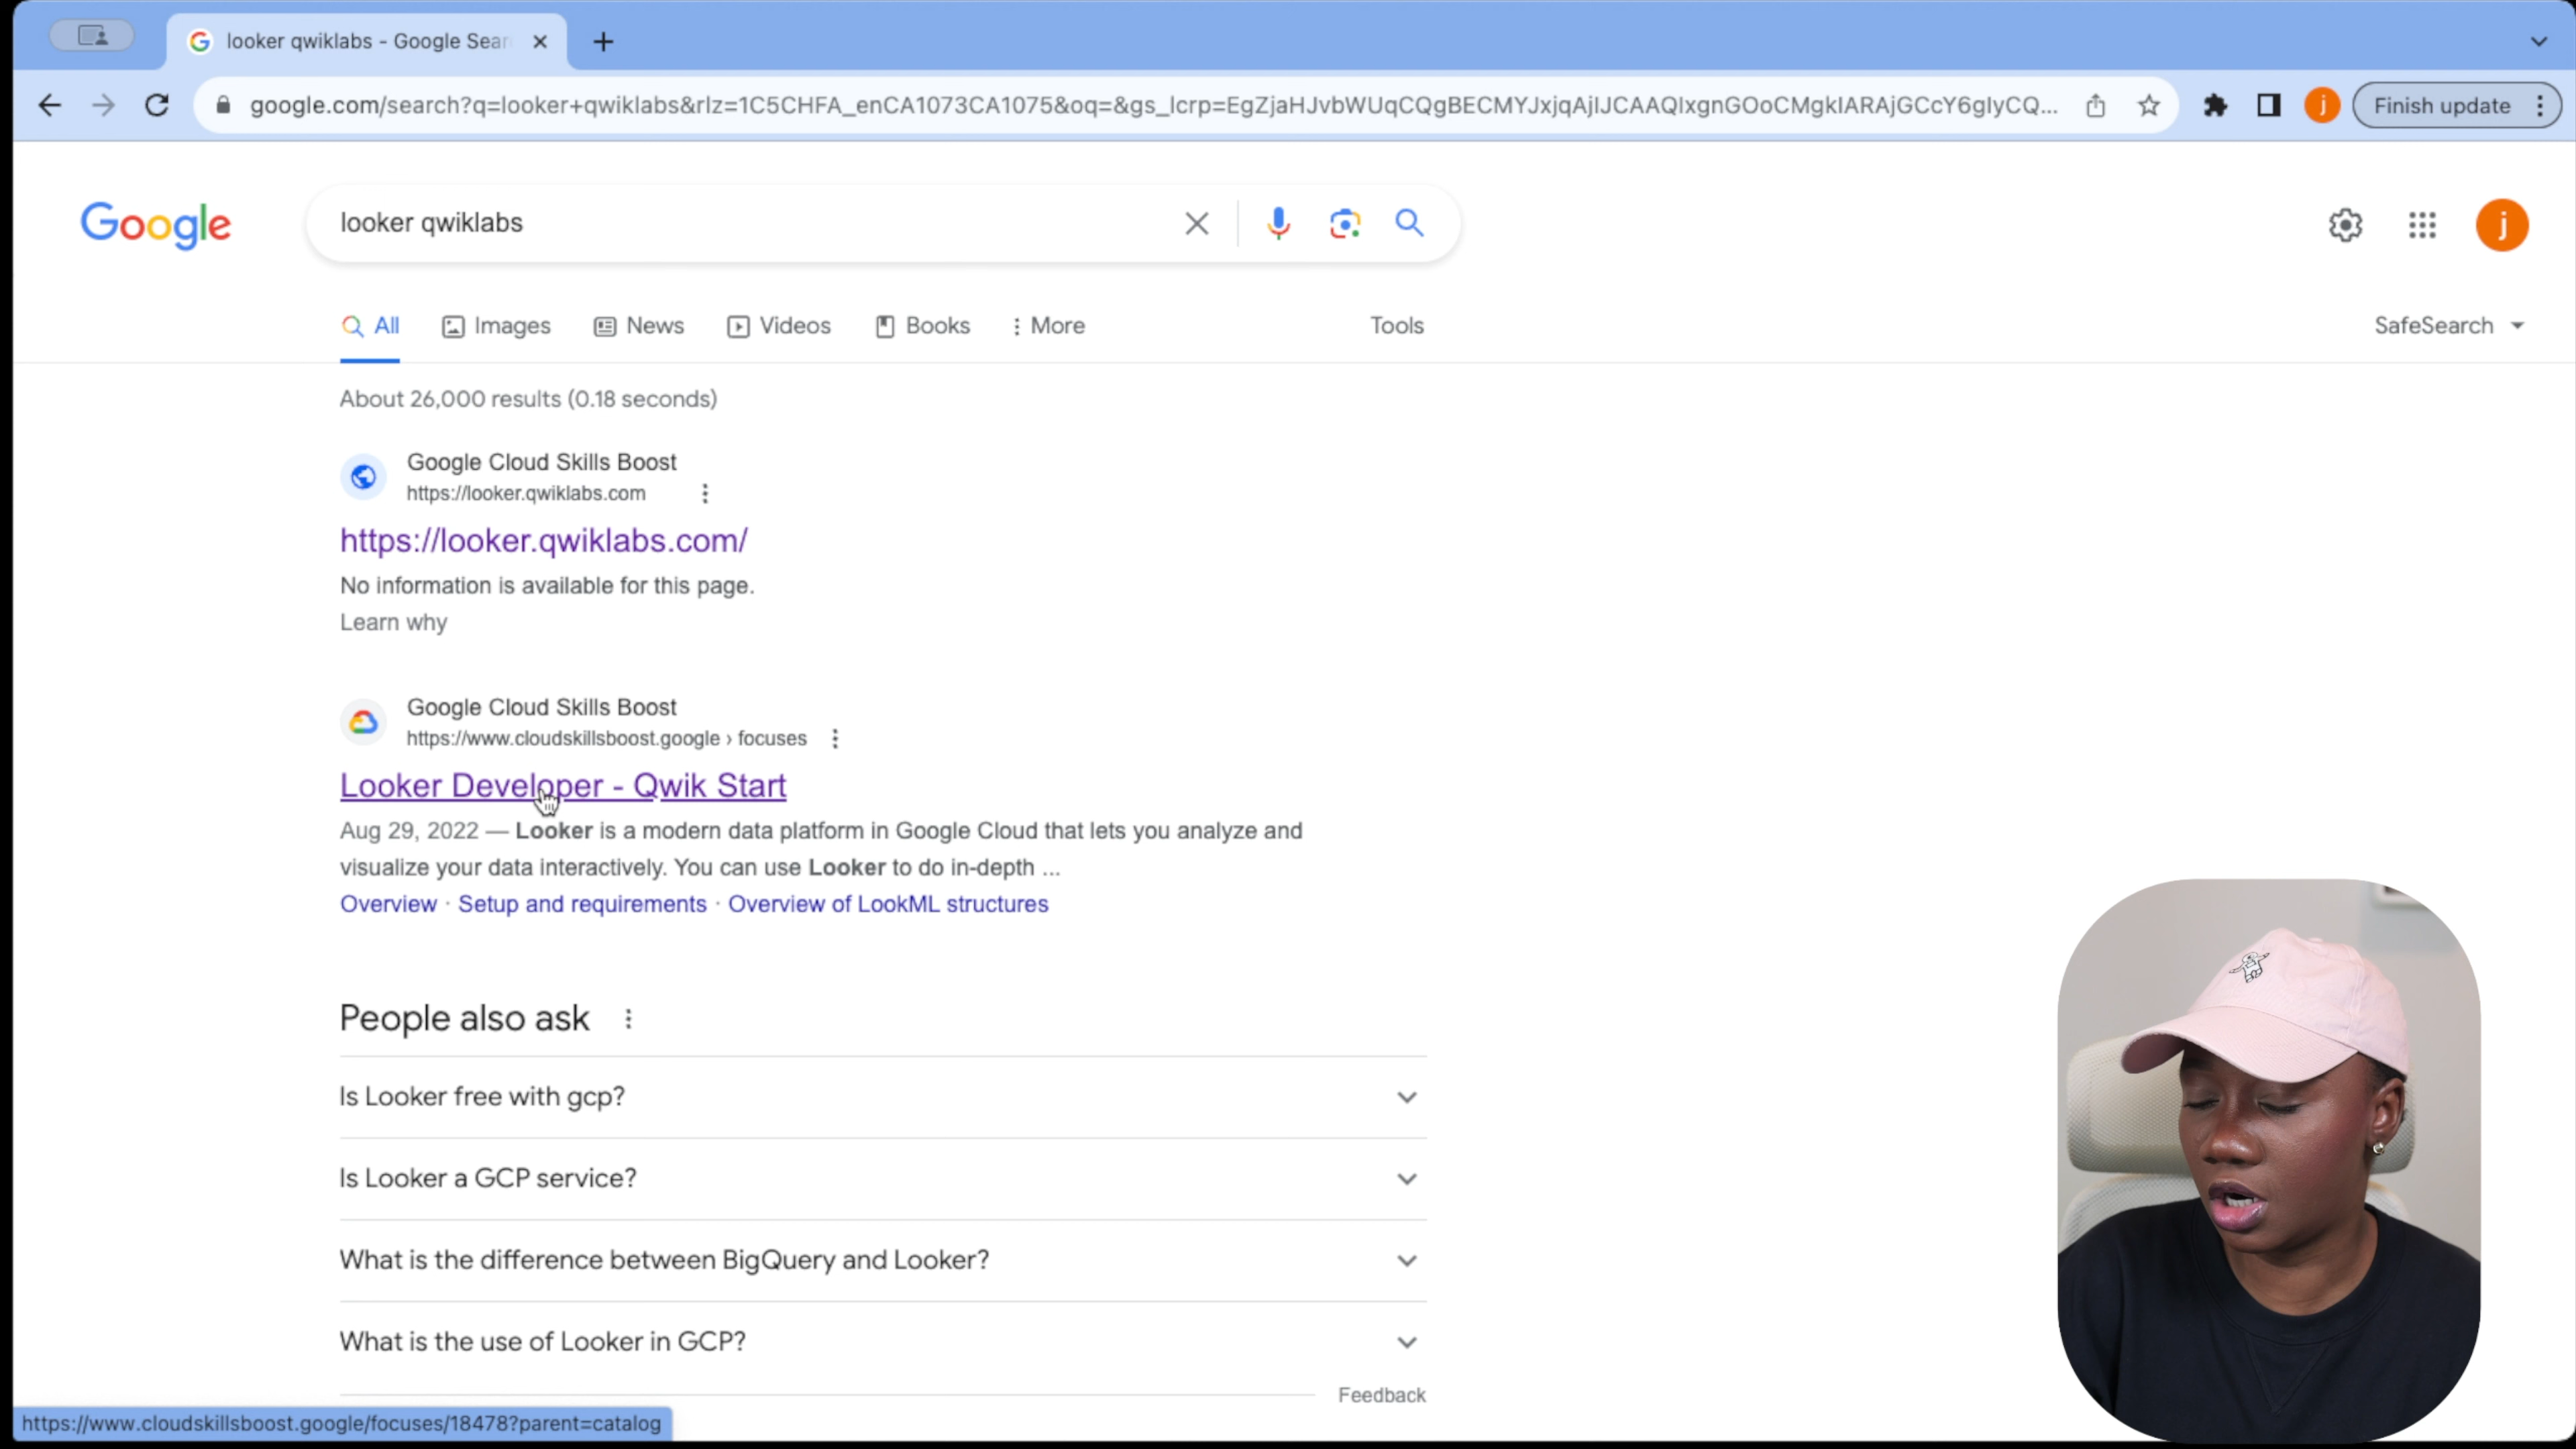 looker qwiklabs - Google Sear
google.com/search?q=looker+qwiklabs&rlz=1C5CHFA_enCA1073CA1075&oq=&gs_lcrp=EgZjaHJvbWUqCQgBECMYJxjqAjIJCAAQIxgnGOoCMgkIARAjGCcY6gIyCQ...
Finish update
j
Google
looker qwiklabs
j
All
Images
News
Videos
Books
More
Tools
SafeSearch
About 26,000 results (0.18 seconds)
Google Cloud Skills Boost
https://looker.qwiklabs.com
https://looker.qwiklabs.com/
No information is available for this page.
Learn why
Google Cloud Skills Boost
https://www.cloudskillsboost.google › focuses
Looker Developer - Qwik Start
Aug 29, 2022 — Looker is a modern data platform in Google Cloud that lets you analyze and
visualize your data interactively. You can use Looker to do in-depth ...
Overview · Setup and requirements · Overview of LookML structures
People also ask
Is Looker free with gcp?
Is Looker a GCP service?
What is the difference between BigQuery and Looker?
What is the use of Looker in GCP?
Feedback
https://www.cloudskillsboost.google/focuses/18478?parent=catalog